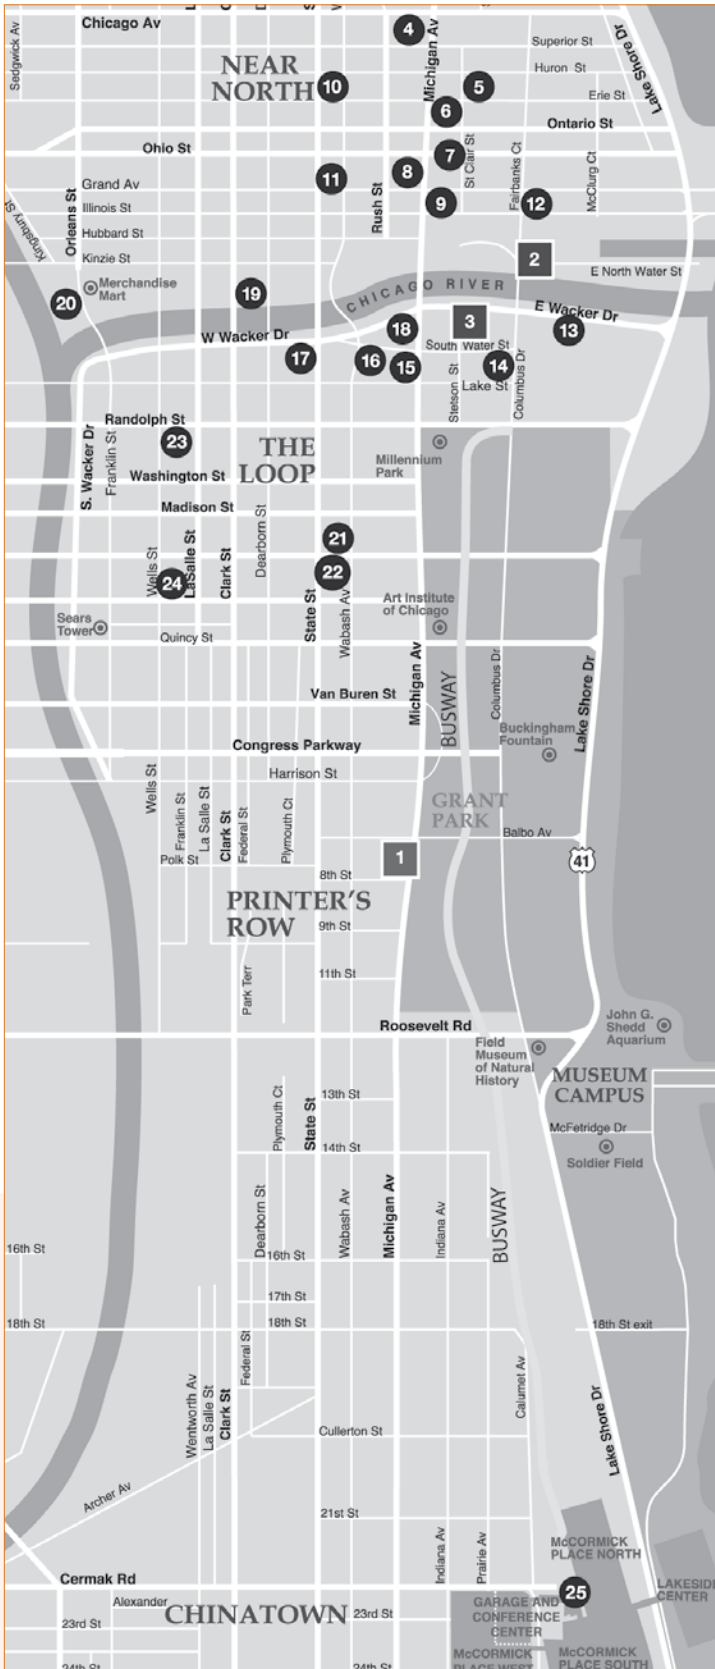 Chicago Av
Sedgwick Av
Michigan Av
Lake Shore Dr
4
Superior St
NEAR
NORTH
Huron St
10
5
Erie St
6
Ontario St
Ohio St
7
St Clair St
Fairbanks Ct
McClurg Ct
Grand Av
11
8
Illinois St
Orleans St
Rush St
9
12
Kingsbury St
Hubbard St
Kinzie St
2
E North Water St
Merchandise
Mart
20
19
CHICAGO RIVER
E Wacker Dr
3
18
13
W Wacker Dr
South Water St
17
16
15
14
Stetson St
Lake St
Columbus Dr
Randolph St
S. Wacker Dr
Franklin St
23
THE
LOOP
Millennium
Park
Washington St
Madison St
Dearborn St
21
Wells St
LaSalle St
Clark St
22
24
State St
Wabash Av
Art Institute
of Chicago
Sears
Tower
Quincy St
Michigan Av
BUSWAY
Columbus Dr
Lake Shore Dr
Van Buren St
Buckingham
Fountain
Congress Parkway
Harrison St
Wells St
Franklin St
La Salle St
Clark St
Federal St
Plymouth Ct
GRANT
PARK
Balbo Av
Polk St
1
41
8th St
PRINTER'S
ROW
9th St
Park Terr
11th St
Roosevelt Rd
John G.
Shedd
Aquarium
Field
Museum
of Natural
History
MUSEUM
CAMPUS
Plymouth Ct
State St
13th St
McFetridge Dr
14th St
Soldier Field
Dearborn St
Wabash Av
Michigan Av
Indiana Av
BUSWAY
16th St
16th St
17th St
18th St
18th St
18th St exit
Federal St
Wentworth Av
La Salle St
Clark St
Calumet Av
Lake Shore Dr
Cullerton St
Archer Av
21st St
Indiana Av
Prairie Av
McCORMICK
PLACE NORTH
Cermak Rd
25
LAKESIDE
CENTER
Alexander
CHINATOWN
23rd St
23rd St
GARAGE AND
CONFERENCE
CENTER
24th St
24th St
McCORMICK
PLACE WEST
McCORMICK
PLACE SOUTH